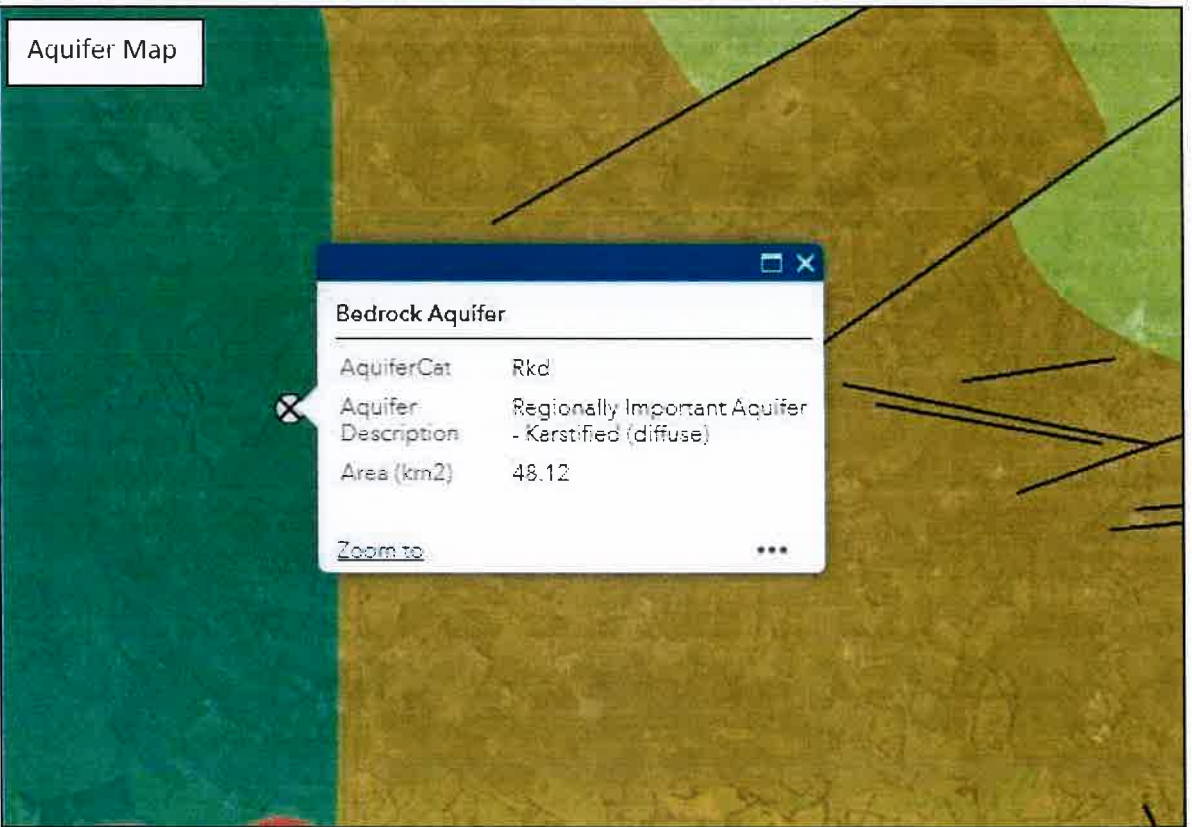 Aquifer Map
Bedrock Aquifer
AquiferCat Rkd
Aquifer Description Regionally Important Aquifer
- Karstified (diffuse)
Area (km2) 48.12
Zoom to